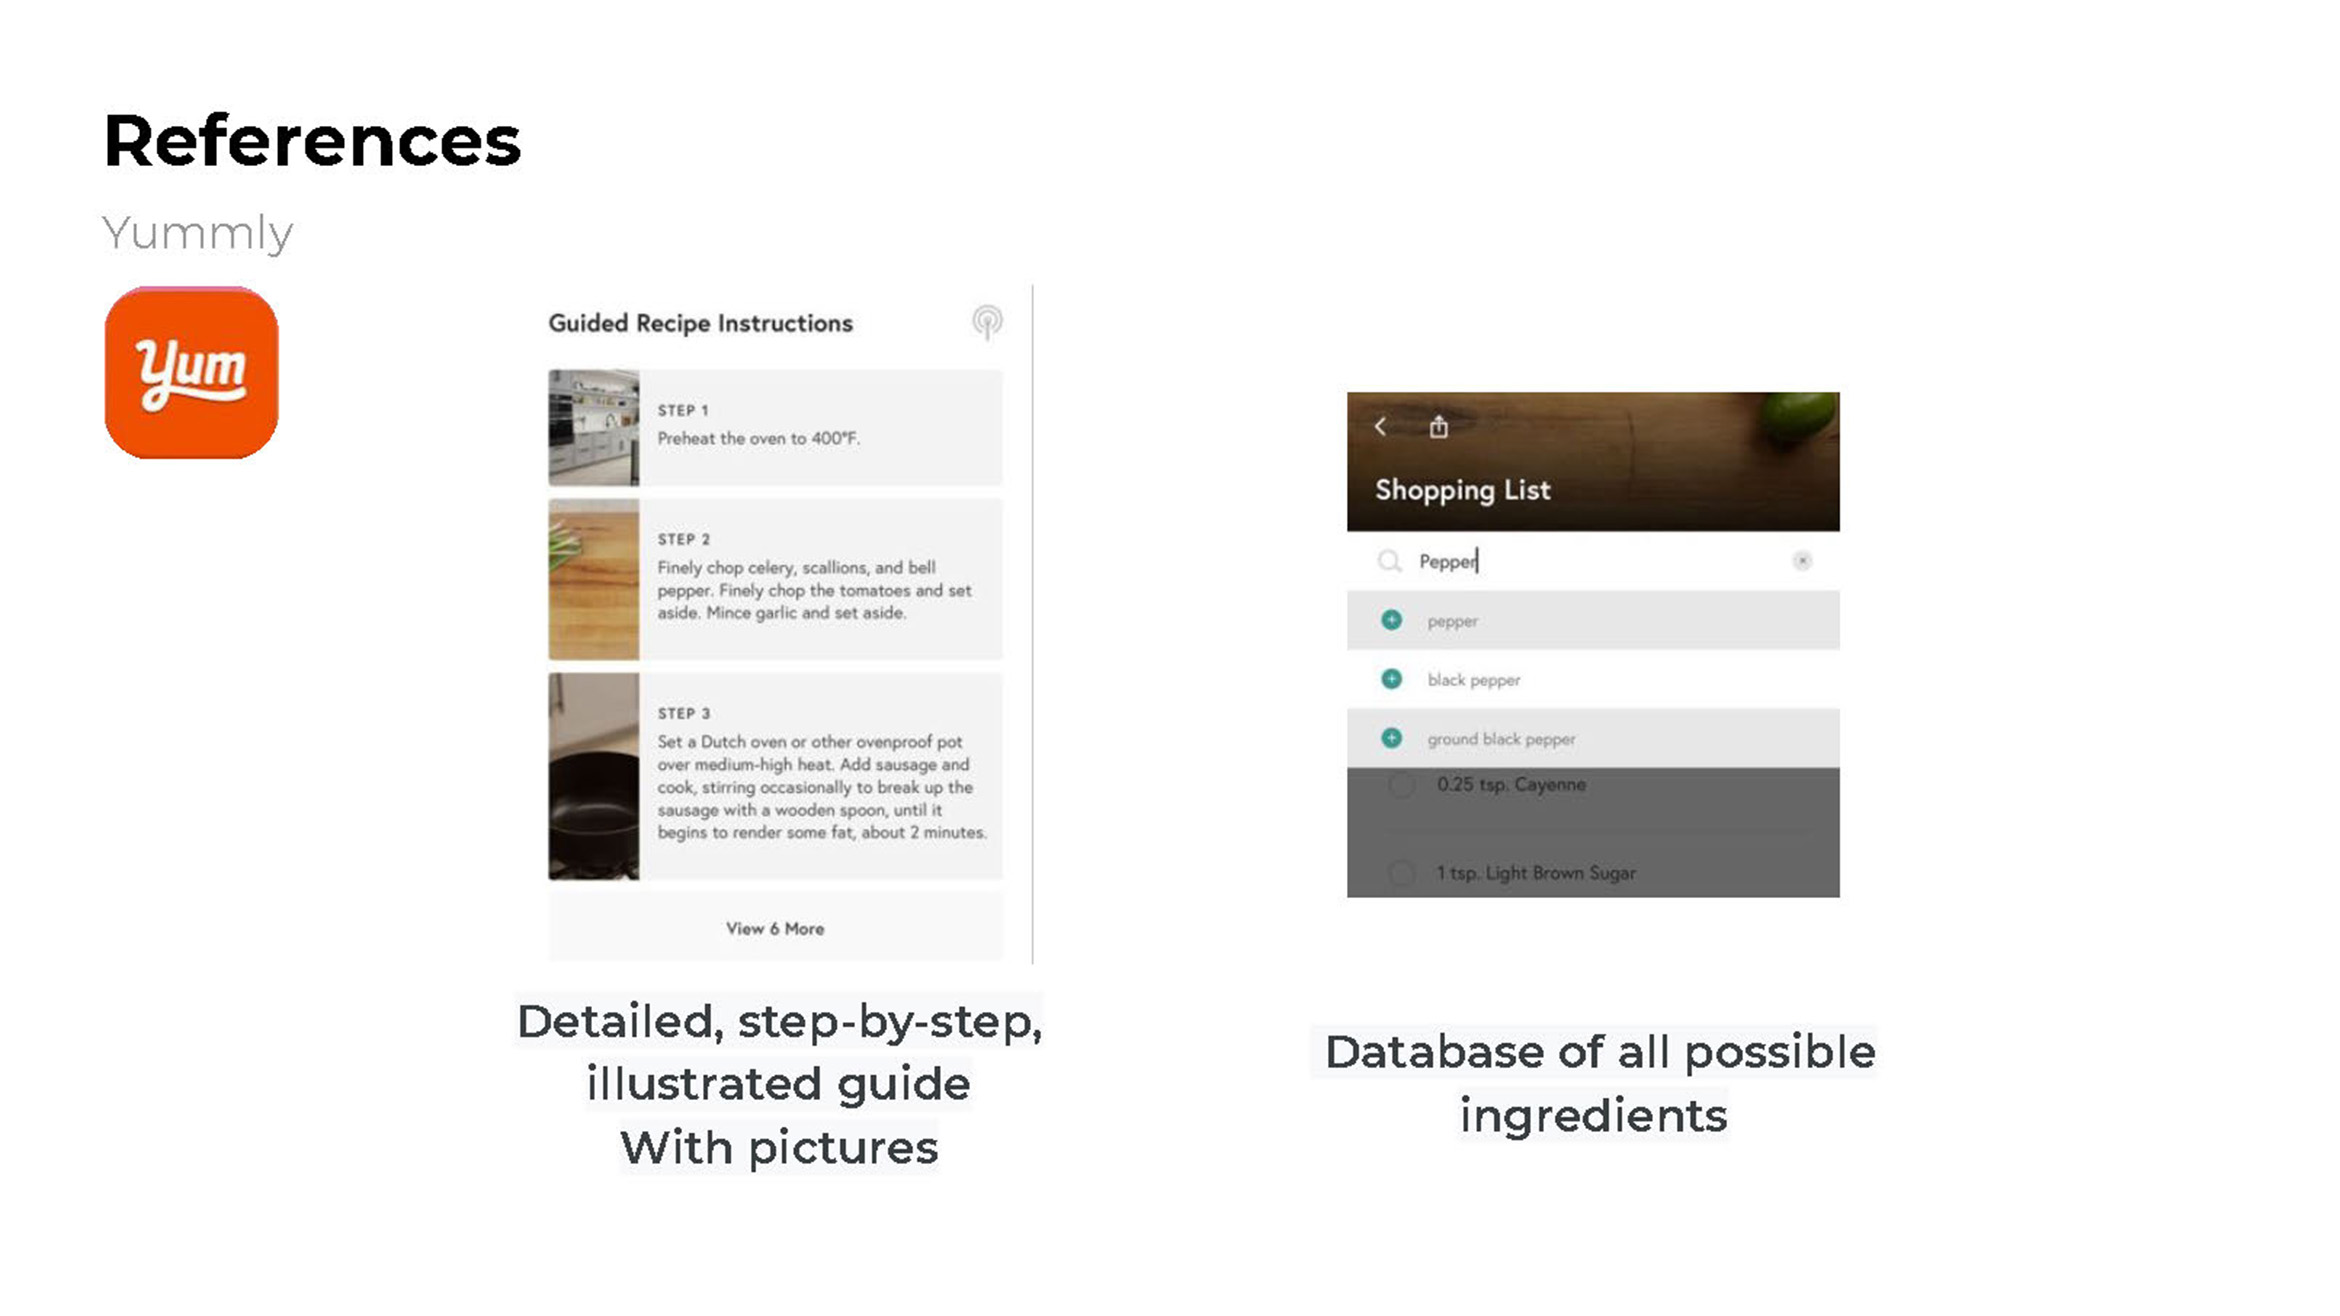 References
Yummly
Yum
Guided Recipe Instructions
STEP 1
Preheat the oven to 400°F.
STEP 2
Finely chop celery, scallions, and bell
pepper. Finely chop the tomatoes and set
aside. Mince garlic and set aside.
STEP 3
Set a Dutch oven or other ovenproof pot
over medium-high heat. Add sausage and
cook, stirring occasionally to break up the
sausage with a wooden spoon, until it
begins to render some fat, about 2 minutes.
View 6 More
Detailed, step-by-step,
illustrated guide
With pictures
Shopping List
Pepper
pepper
black pepper
ground black pepper
0.25 tsp. Cayenne
1 tsp. Light Brown Sugar
Database of all possible
ingredients